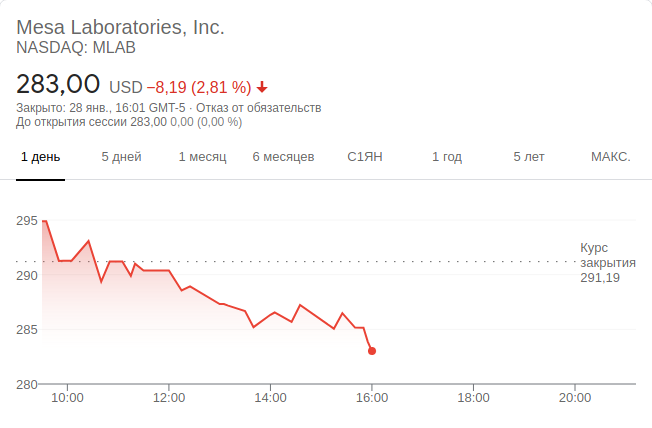 Mesa Laboratories, Inc.
NASDAQ: MLAB
283,00 USD −8,19 (2,81 %)
Закрыто: 28 янв., 16:01 GMT-5 · Отказ от обязательств
До открытия сессии 283,00 0,00 (0,00 %)
1 день 5 дней 1 месяц 6 месяцев С1ЯН 1 год 5 лет МАКС.
295
Курс
закрытия
291,19
290
285
280
10:00 12:00 14:00 16:00 18:00 20:00